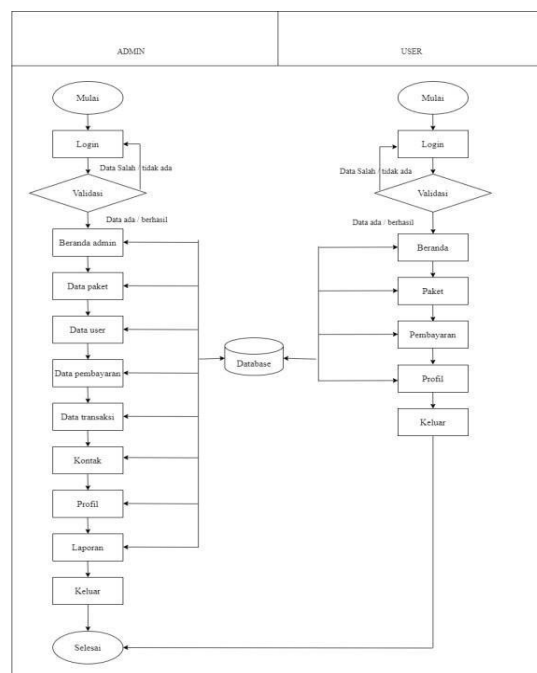 ADMIN
USER
Mulai
Login
Data Salah / tidak ada
Validasi
Data ada / berhasil
Beranda admin
Data paket
Data user
Data pembayaran
Data transaksi
Kontak
Profil
Laporan
Keluar
Selesai
Database
Mulai
Login
Data Salah / tidak ada
Validasi
Data ada / berhasil
Beranda
Paket
Pembayaran
Profil
Keluar